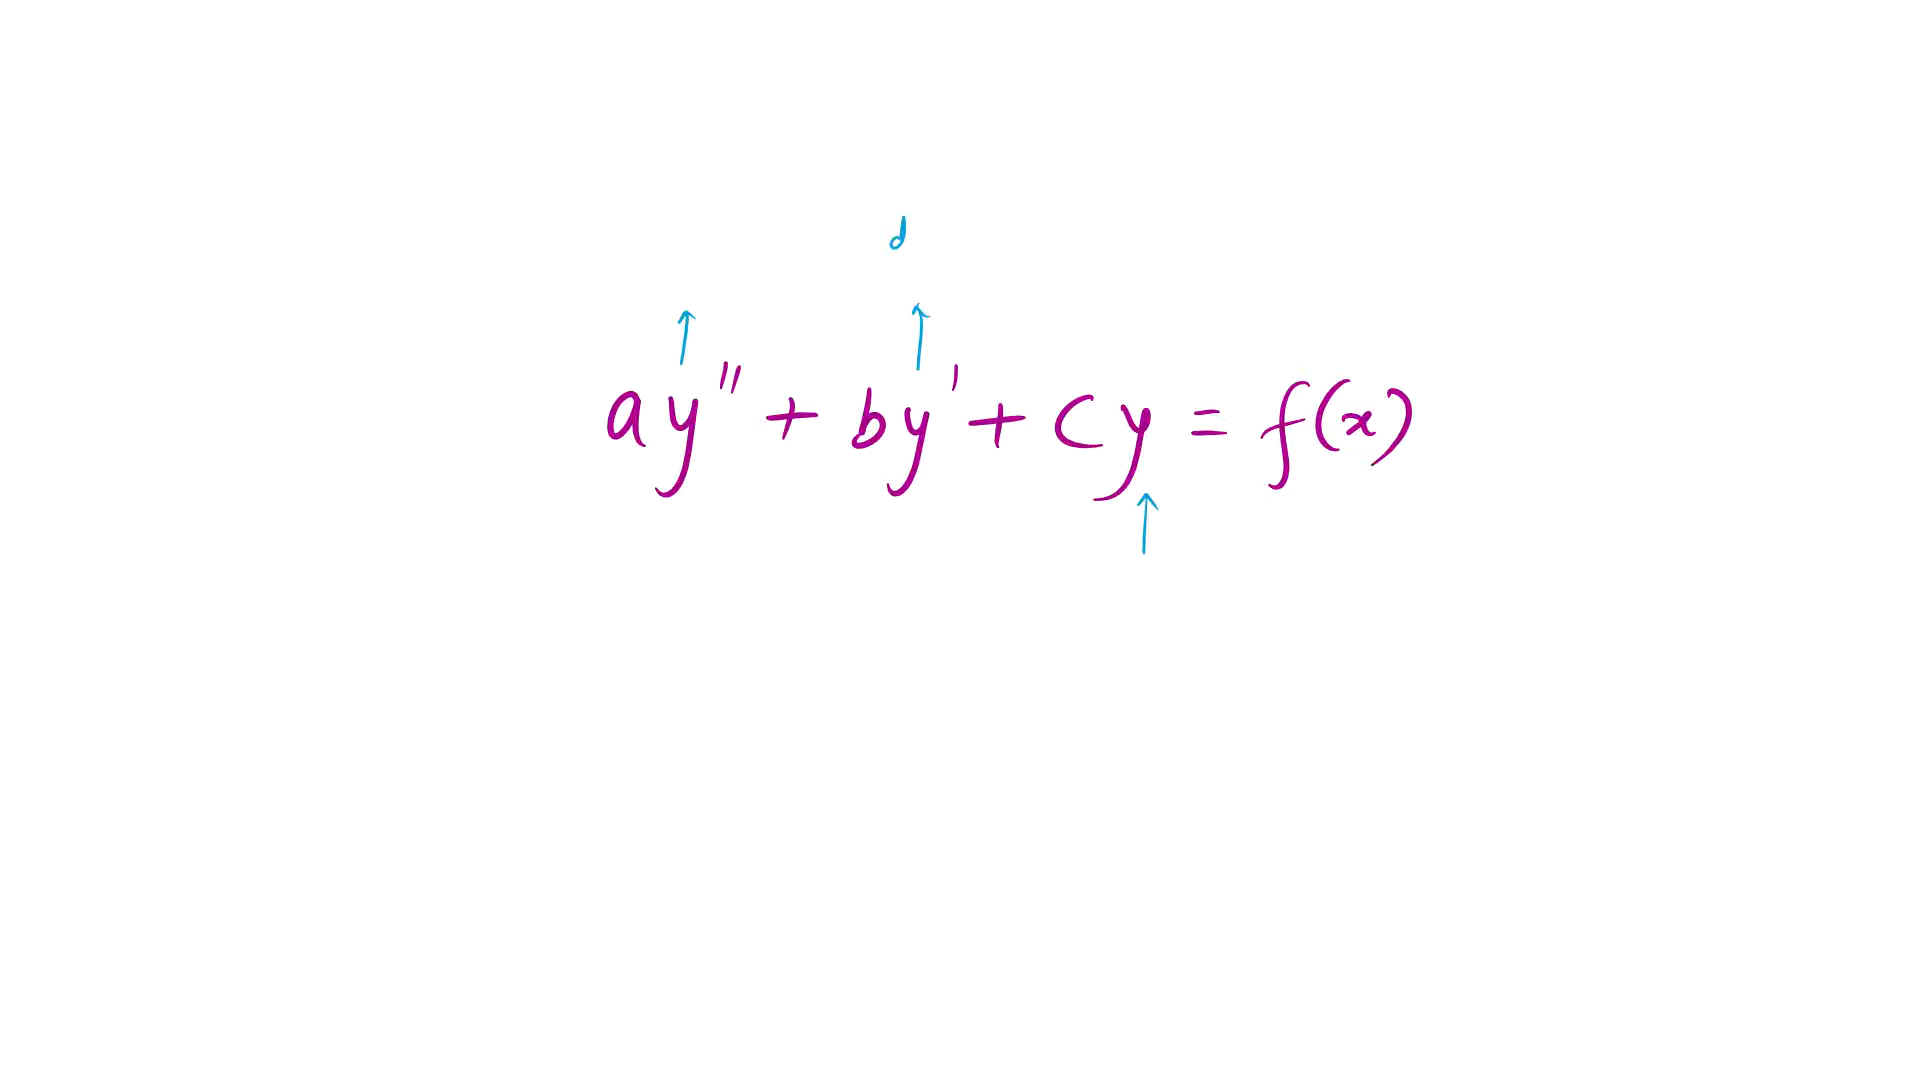 d
ay'' + by' + cy = f(x)